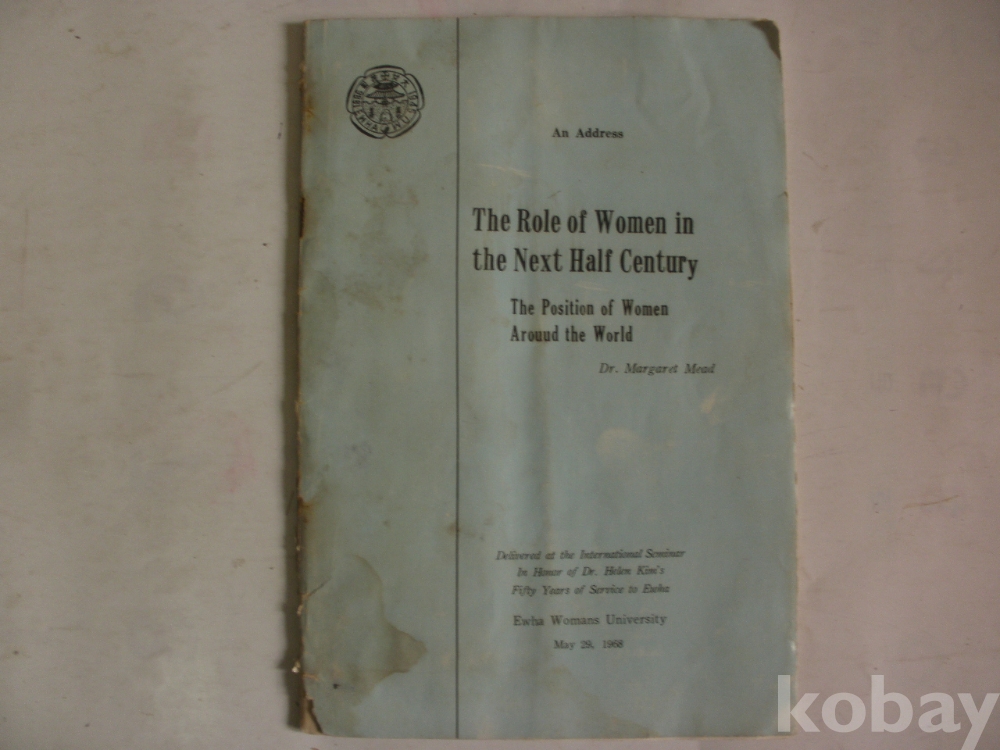 An Address
The Role of Women in
the Next Half Century
The Position of Women
Arouud the World
Dr. Margaret Mead
Delivered at the International Seminar
In Honor of Dr. Helen Kim's
Fifty Years of Service to Ewha
Ewha Womans University
May 29, 1968
kobay